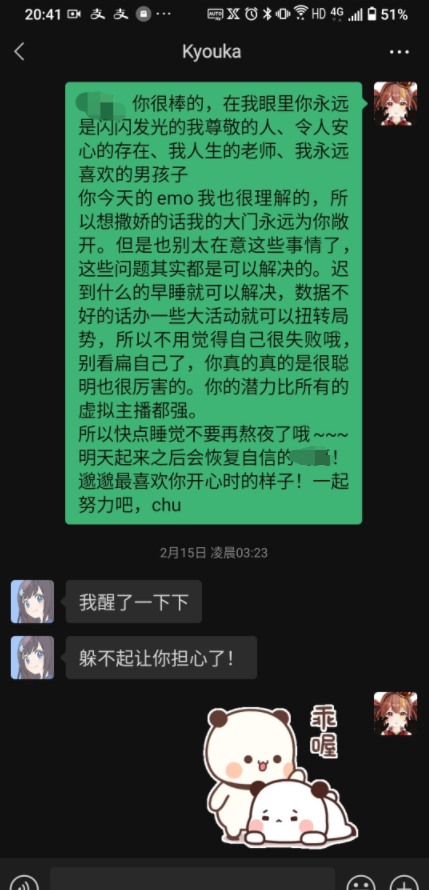 20:41 支 支 ··· AUTO HD 4G 51%
Kyouka
你很棒的，在我眼里你永远
是闪闪发光的我尊敬的人、令人安
心的存在、我人生的老师、我永远
喜欢的男孩子
你今天的 emo 我也很理解的，所
以想撒娇的话我的大门永远为你敞
开。但是也别太在意这些事情了，
这些问题其实都是可以解决的。迟
到什么的早睡就可以解决，数据不
好的话办一些大活动就可以扭转局
势，所以不用觉得自己很失败哦，
别看扁自己了，你真的真的是很聪
明也很厉害的。你的潜力比所有的
虚拟主播都强。
所以快点睡觉不要再熬夜了哦~~~
明天起来之后会恢复自信的！
邈邈最喜欢你开心时的样子！一起
努力吧，chu
2月15日 凌晨03:23
我醒了一下下
躲不起让你担心了！
乖
喔